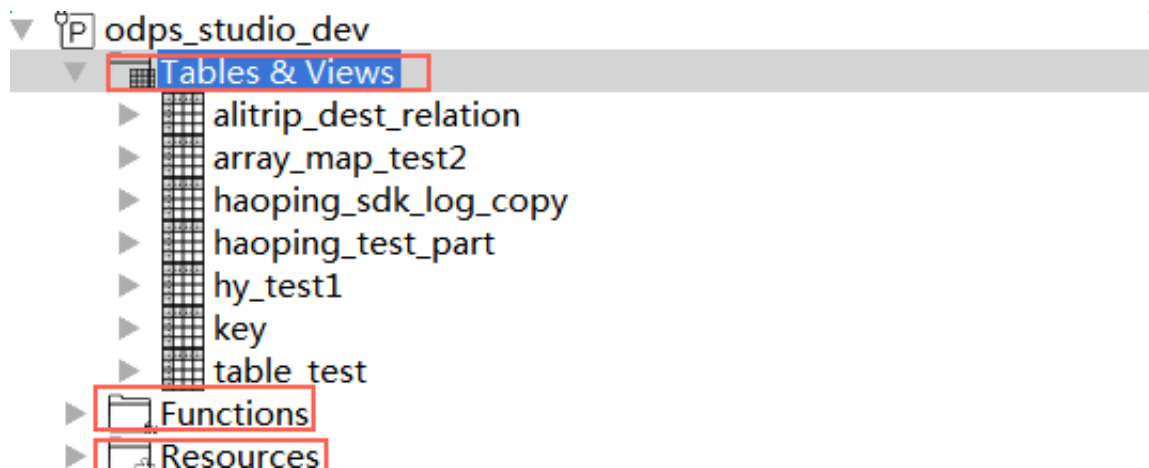 odps_studio_dev
Tables & Views
alitrip_dest_relation
array_map_test2
haoping_sdk_log_copy
haoping_test_part
hy_test1
key
table_test
Functions
Resources